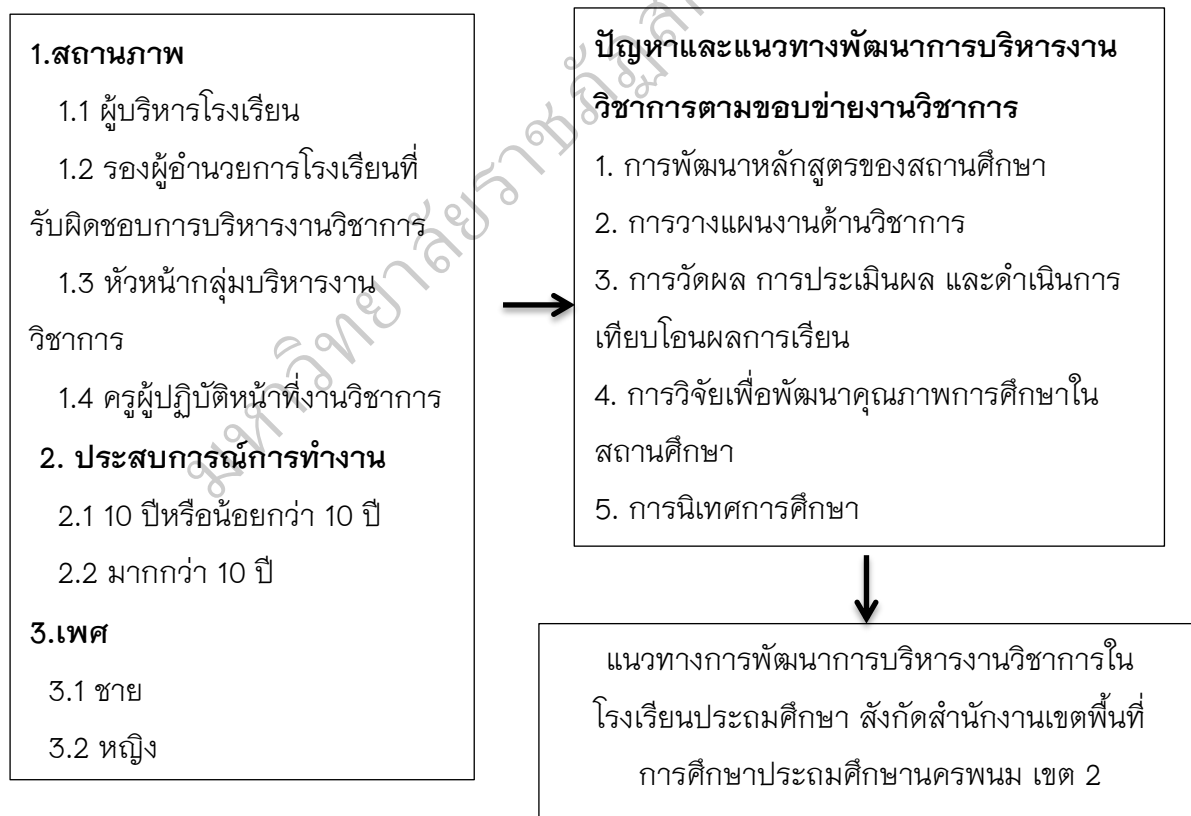 1.สถานภาพ
1.1 ผู้บริหารโรงเรียน
1.2 รองผู้อำนวยการโรงเรียนที่
รับผิดชอบการบริหารงานวิชาการ
1.3 หัวหน้ากลุ่มบริหารงาน
วิชาการ
1.4 ครูผู้ปฏิบัติหน้าที่งานวิชาการ
2. ประสบการณ์การทำงาน
2.1 10 ปีหรือน้อยกว่า 10 ปี
2.2 มากกว่า 10 ปี
3.เพศ
3.1 ชาย
3.2 หญิง
ปัญหาและแนวทางพัฒนาการบริหารงาน
วิชาการตามขอบข่ายงานวิชาการ
1. การพัฒนาหลักสูตรของสถานศึกษา
2. การวางแผนงานด้านวิชาการ
3. การวัดผล การประเมินผล และดำเนินการ
เทียบโอนผลการเรียน
4. การวิจัยเพื่อพัฒนาคุณภาพการศึกษาใน
สถานศึกษา
5. การนิเทศการศึกษา
แนวทางการพัฒนาการบริหารงานวิชาการใน
โรงเรียนประถมศึกษา สังกัดสำนักงานเขตพื้นที่
การศึกษาประถมศึกษานครพนม เขต 2
มหาวิทยาลัยราชภัฏ